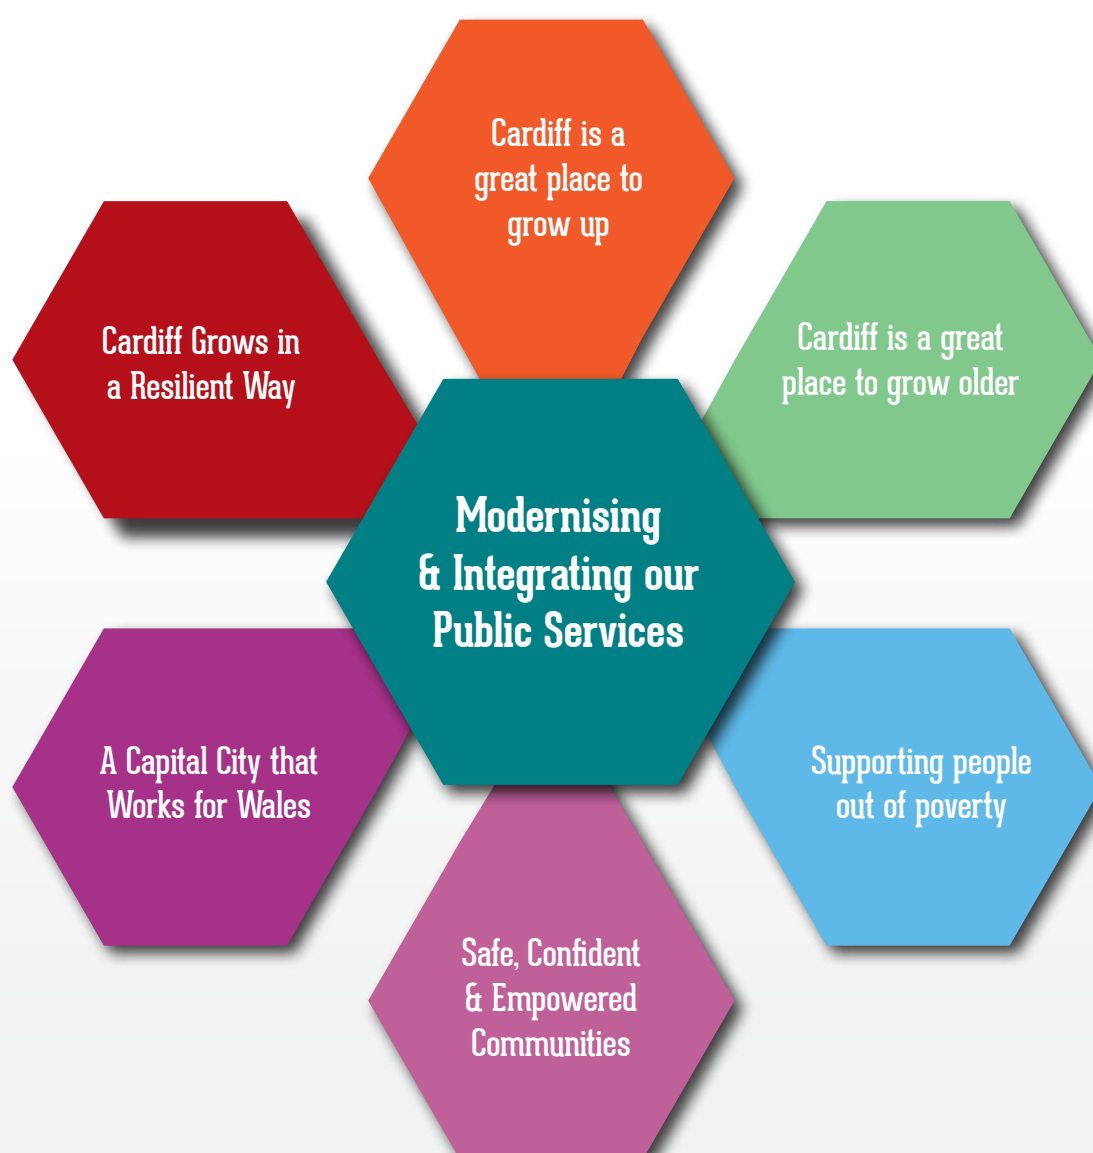 Cardiff is a
great place to
grow up
Cardiff Grows in
a Resilient Way
Cardiff is a great
place to grow older
Modernising
& Integrating our
Public Services
A Capital City that
Works for Wales
Supporting people
out of poverty
Safe, Confident
& Empowered
Communities